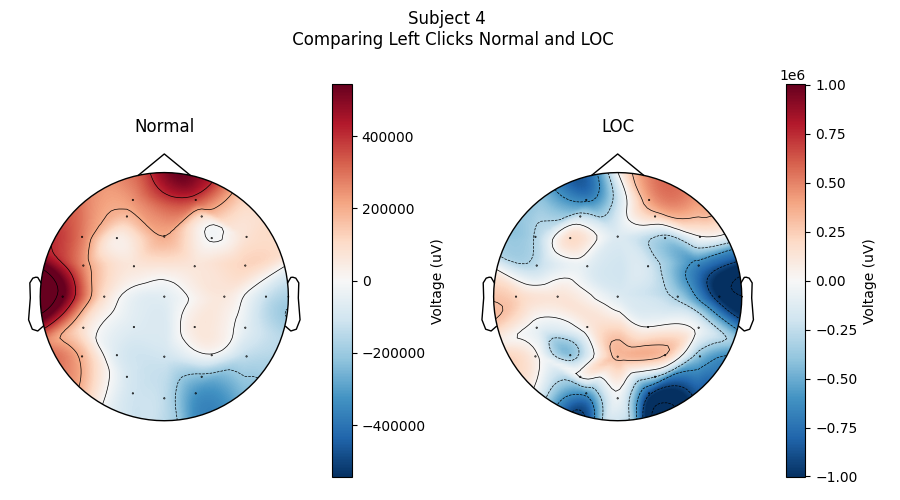 Subject 4
Comparing Left Clicks Normal and LOC
Normal
400000
200000
0
−200000
−400000
Voltage (uV)
LOC
1e6
1.00
0.75
0.50
0.25
0.00
−0.25
−0.50
−0.75
−1.00
Voltage (uV)